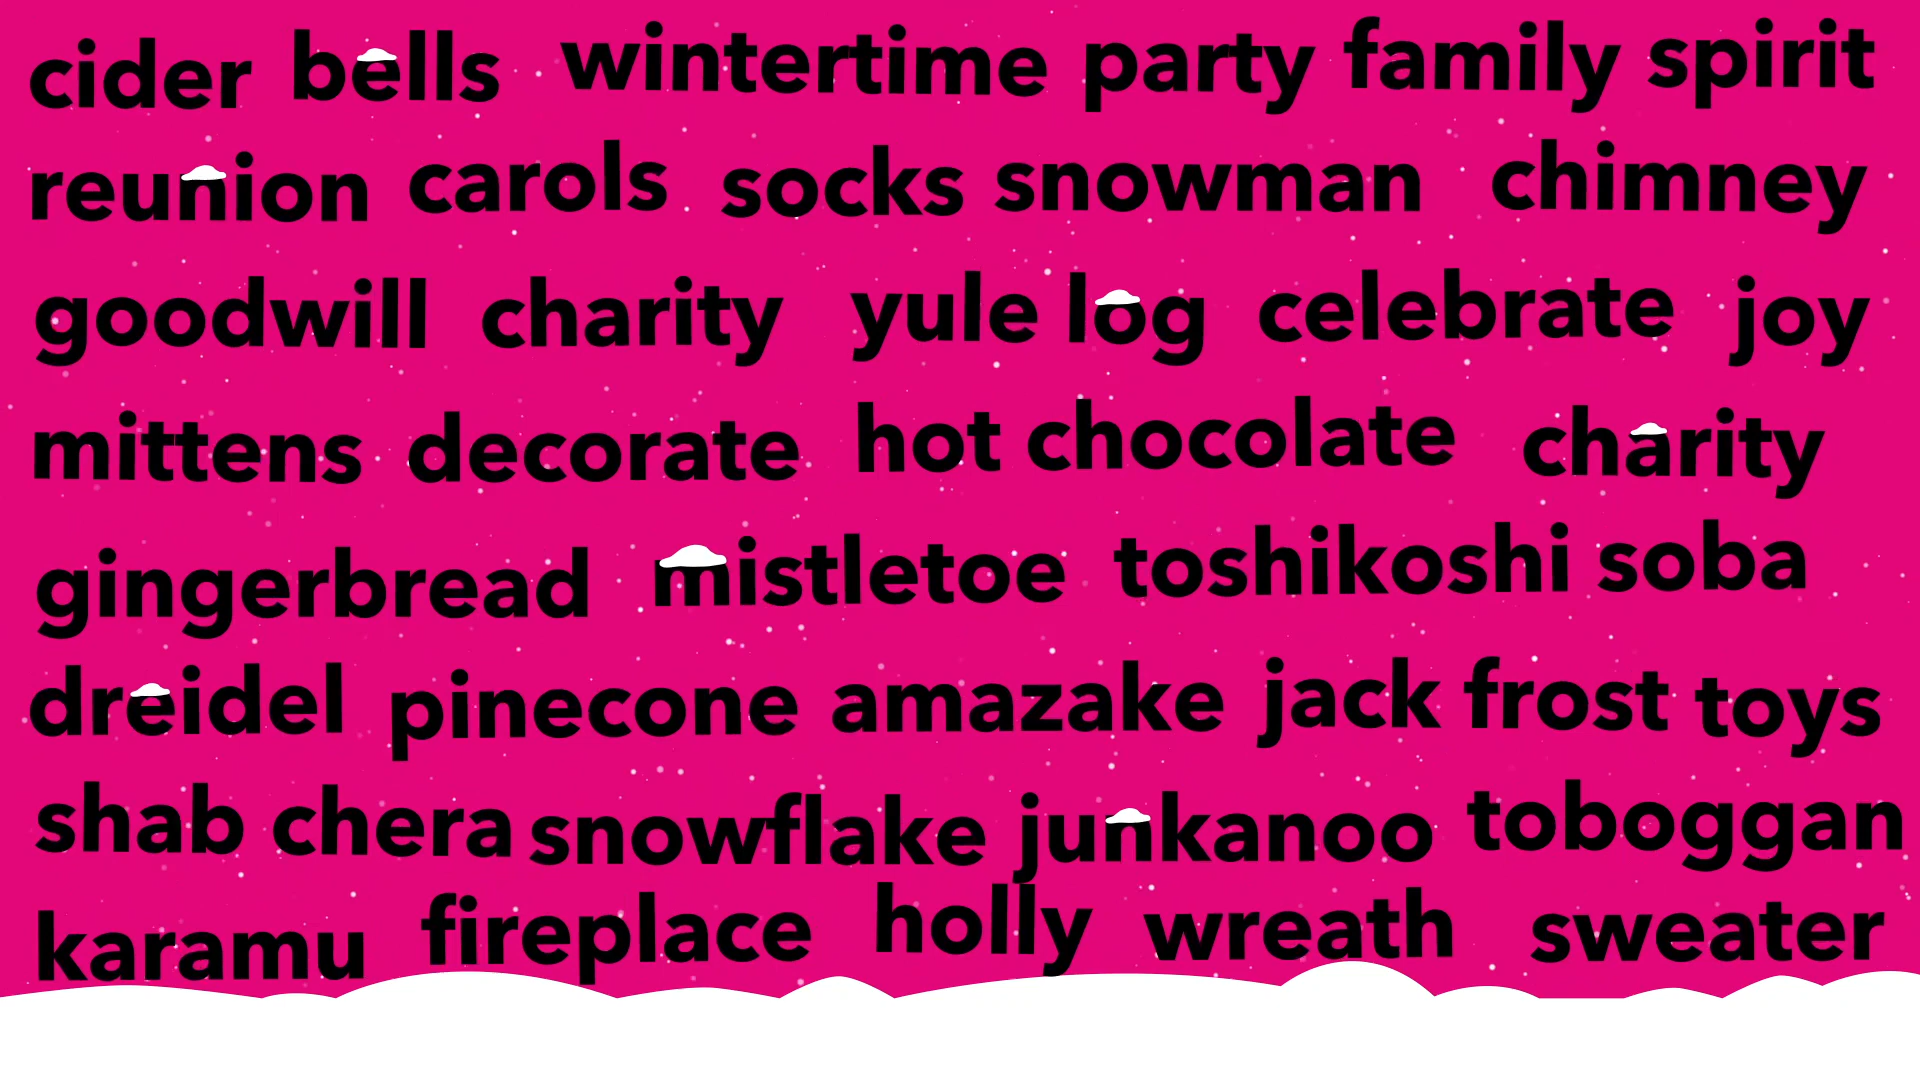 cider bells wintertime party family spirit
reunion carols socks snowman chimney
goodwill charity yule log celebrate joy
mittens decorate hot chocolate charity
gingerbread mistletoe toshikoshi soba
dreidel pinecone amazake jack frost toys
shab chera snowflake junkanoo toboggan
karamu fireplace holly wreath sweater